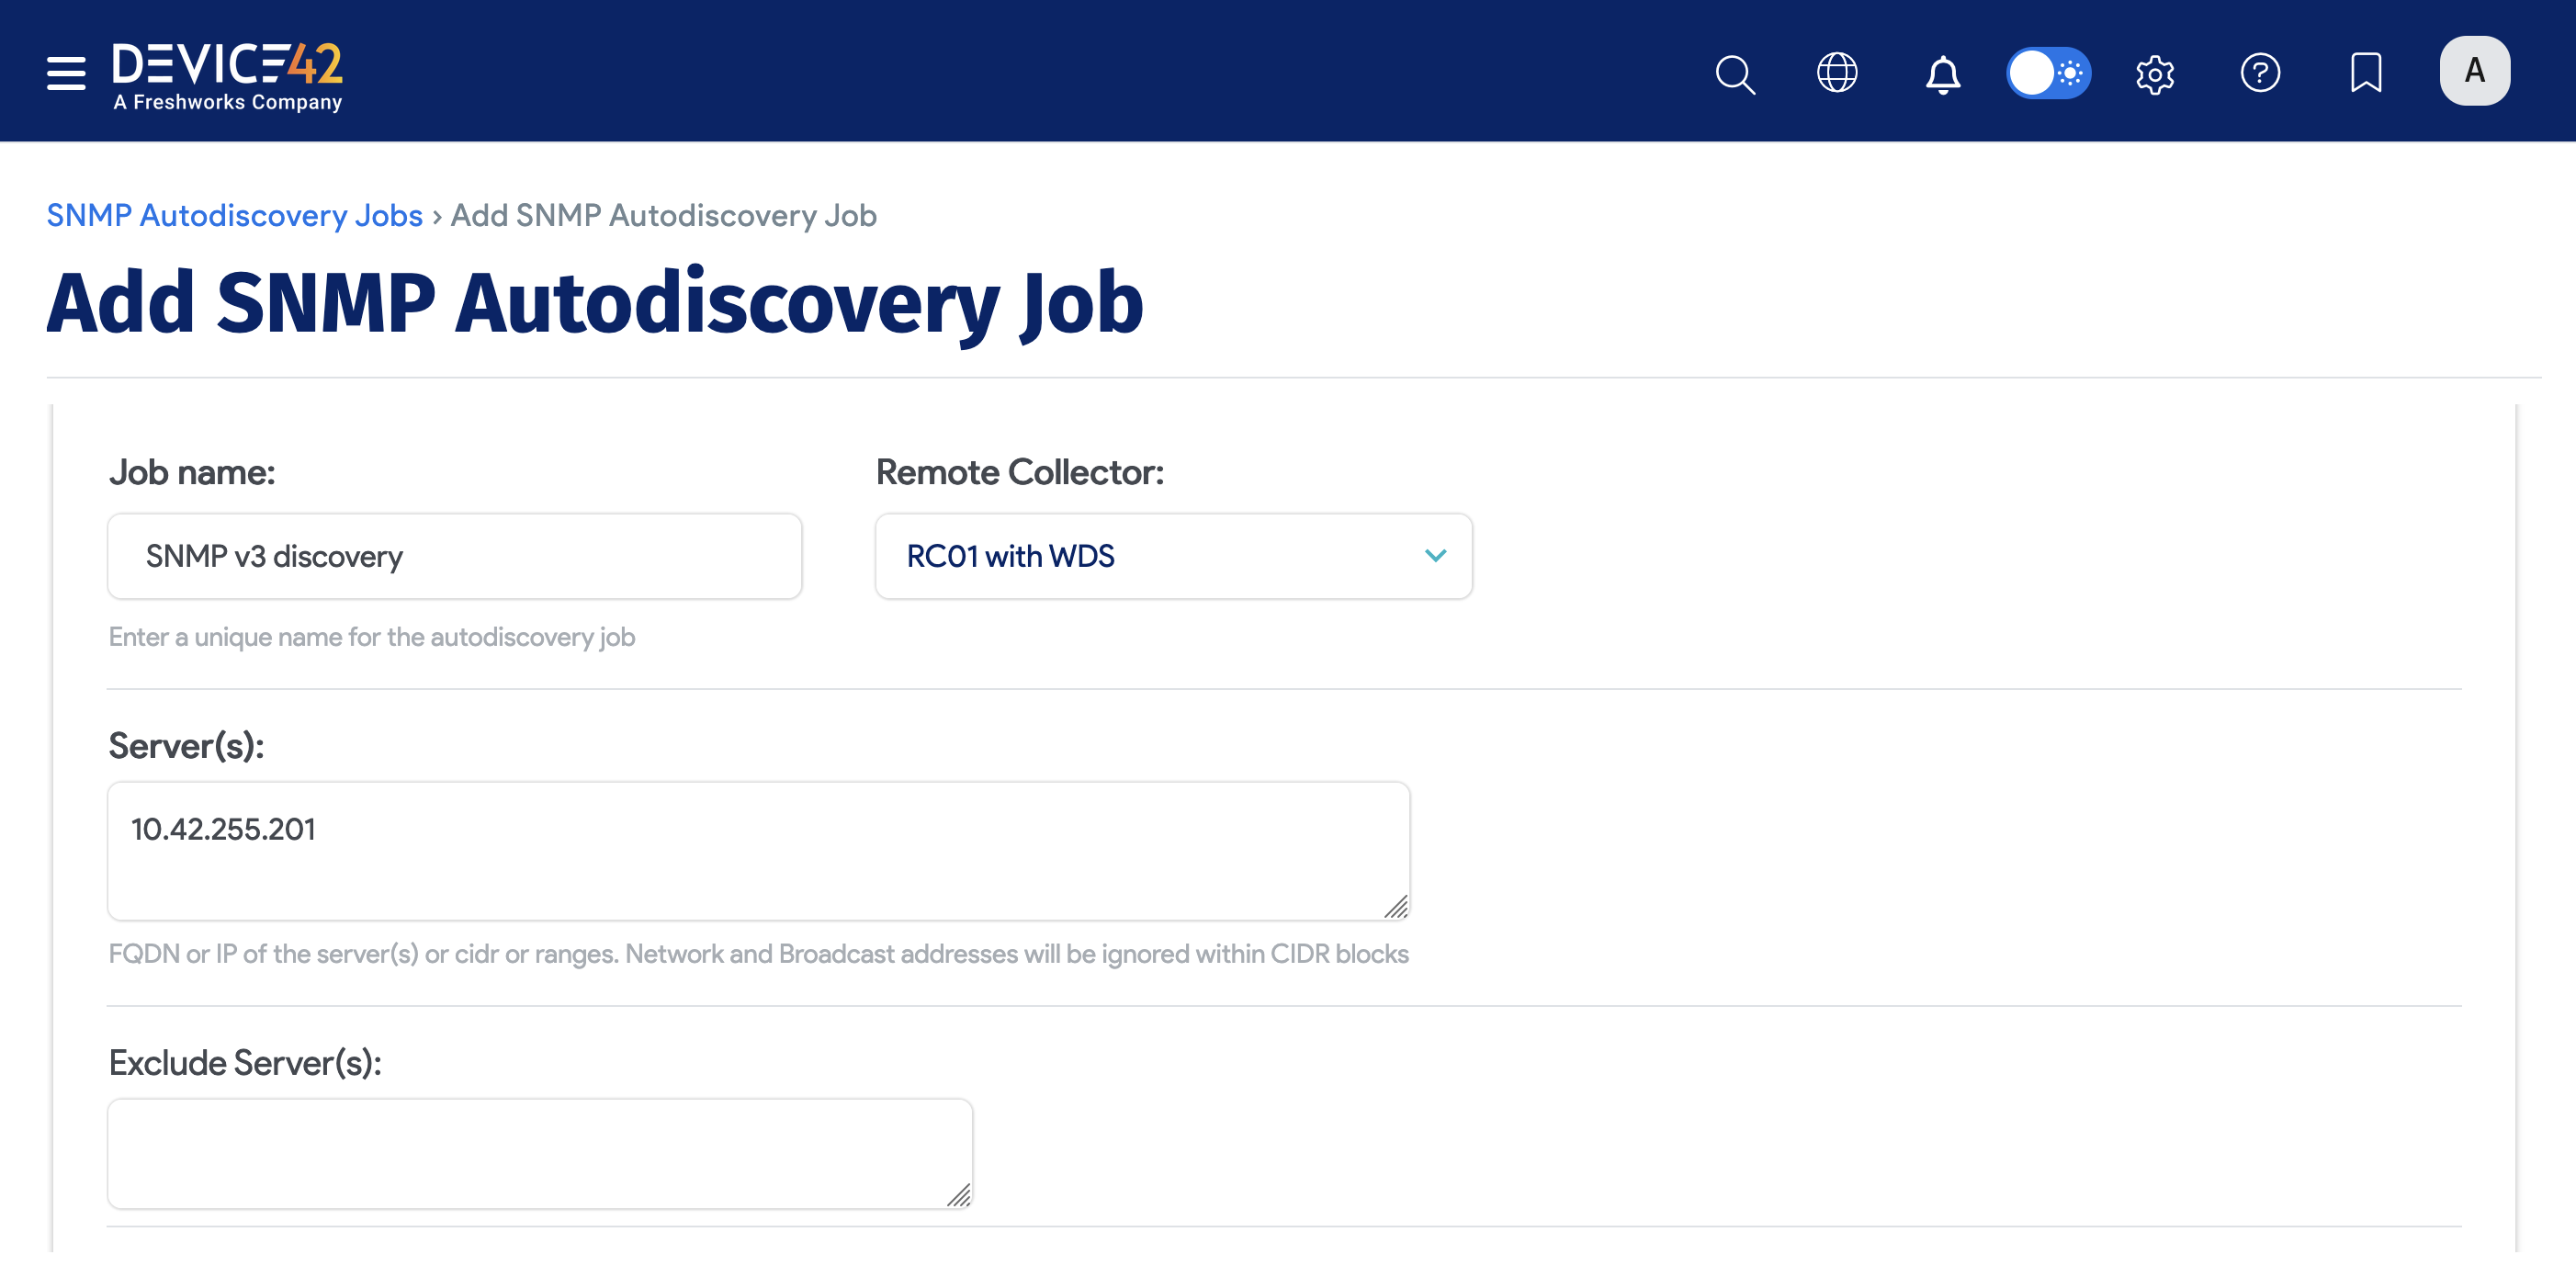 DEVICE42
A Freshworks Company
A
SNMP Autodiscovery Jobs › Add SNMP Autodiscovery Job
Add SNMP Autodiscovery Job
Job name:
Remote Collector:
SNMP v3 discovery
RC01 with WDS
Enter a unique name for the autodiscovery job
Server(s):
10.42.255.201
FQDN or IP of the server(s) or cidr or ranges. Network and Broadcast addresses will be ignored within CIDR blocks
Exclude Server(s):